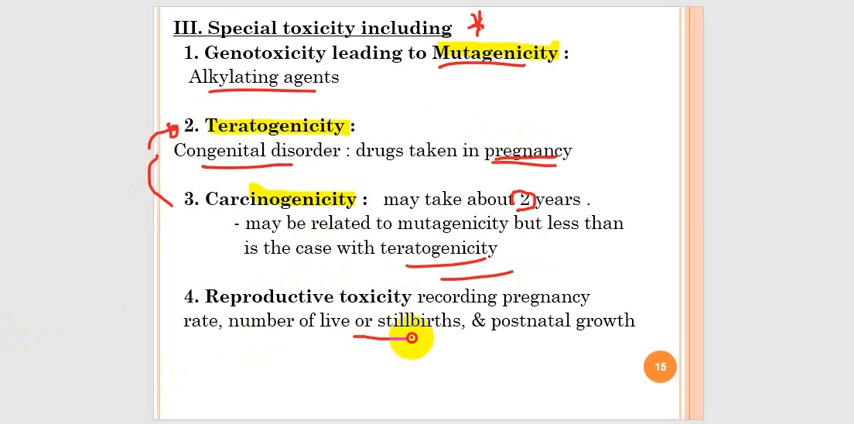 III. Special toxicity including
1. Genotoxicity leading to Mutagenicity :
Alkylating agents
2. Teratogenicity :
Congenital disorder : drugs taken in pregnancy
3. Carcinogenicity : may take about 2 years .
- may be related to mutagenicity but less than
is the case with teratogenicity
4. Reproductive toxicity recording pregnancy
rate, number of live or stillbirths, & postnatal growth
15